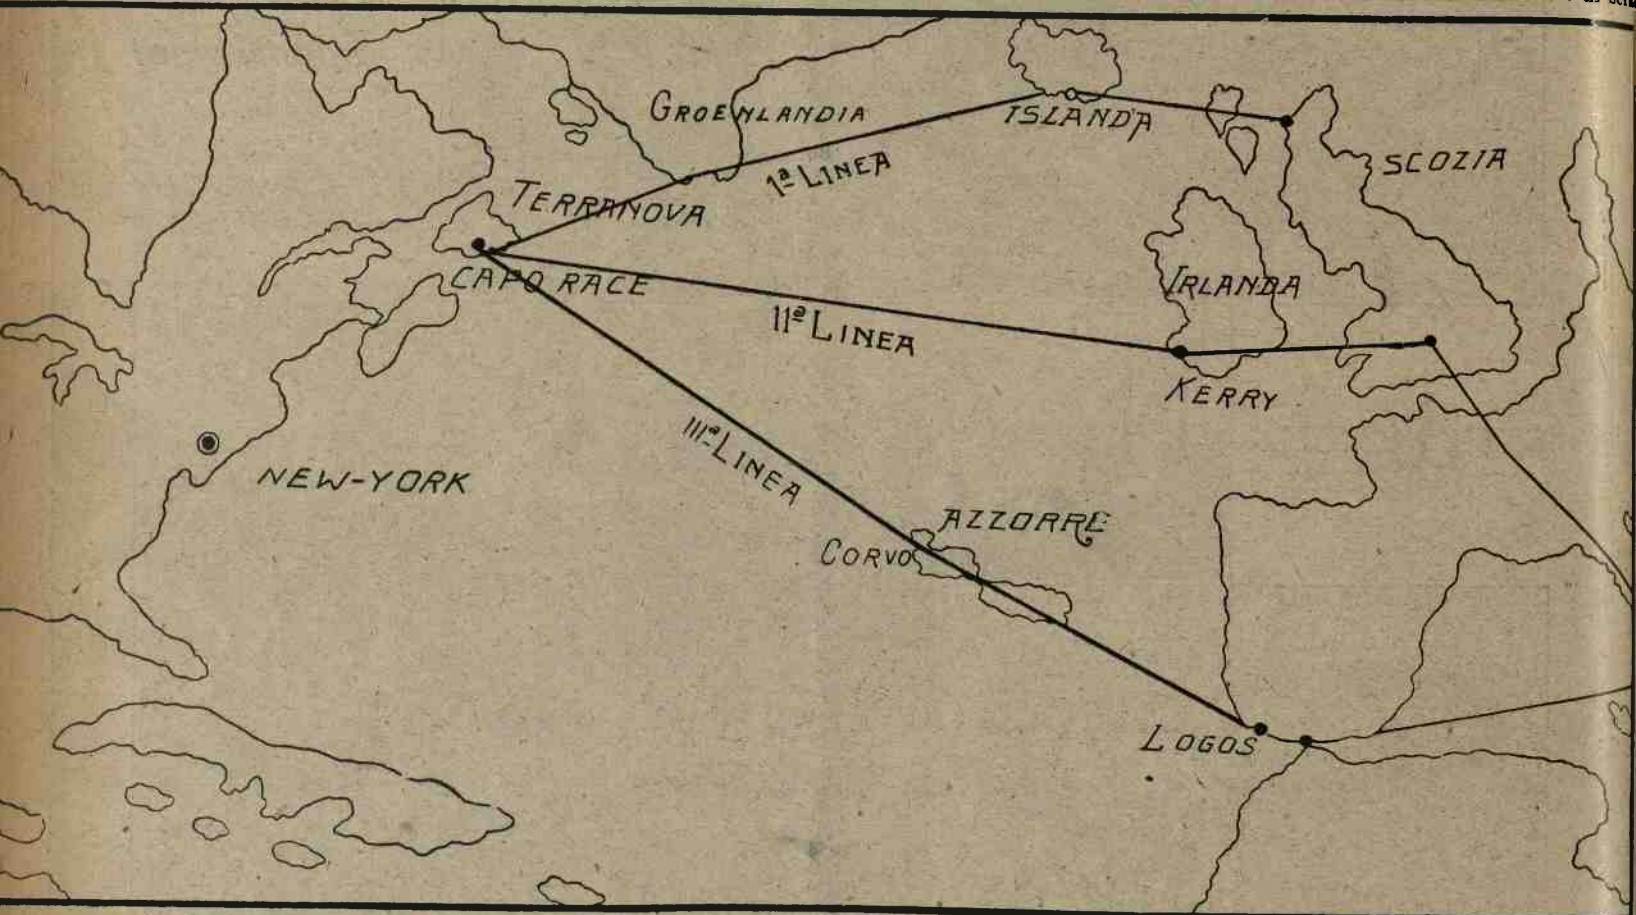 GROENLANDIA
ISLANDA
1ª LINEA
SCOZIA
TERRANOVA
CAPO RACE
IRLANDA
IIª LINEA
KERRY
IIIª LINEA
NEW-YORK
AZZORRE
CORVO
LOGOS